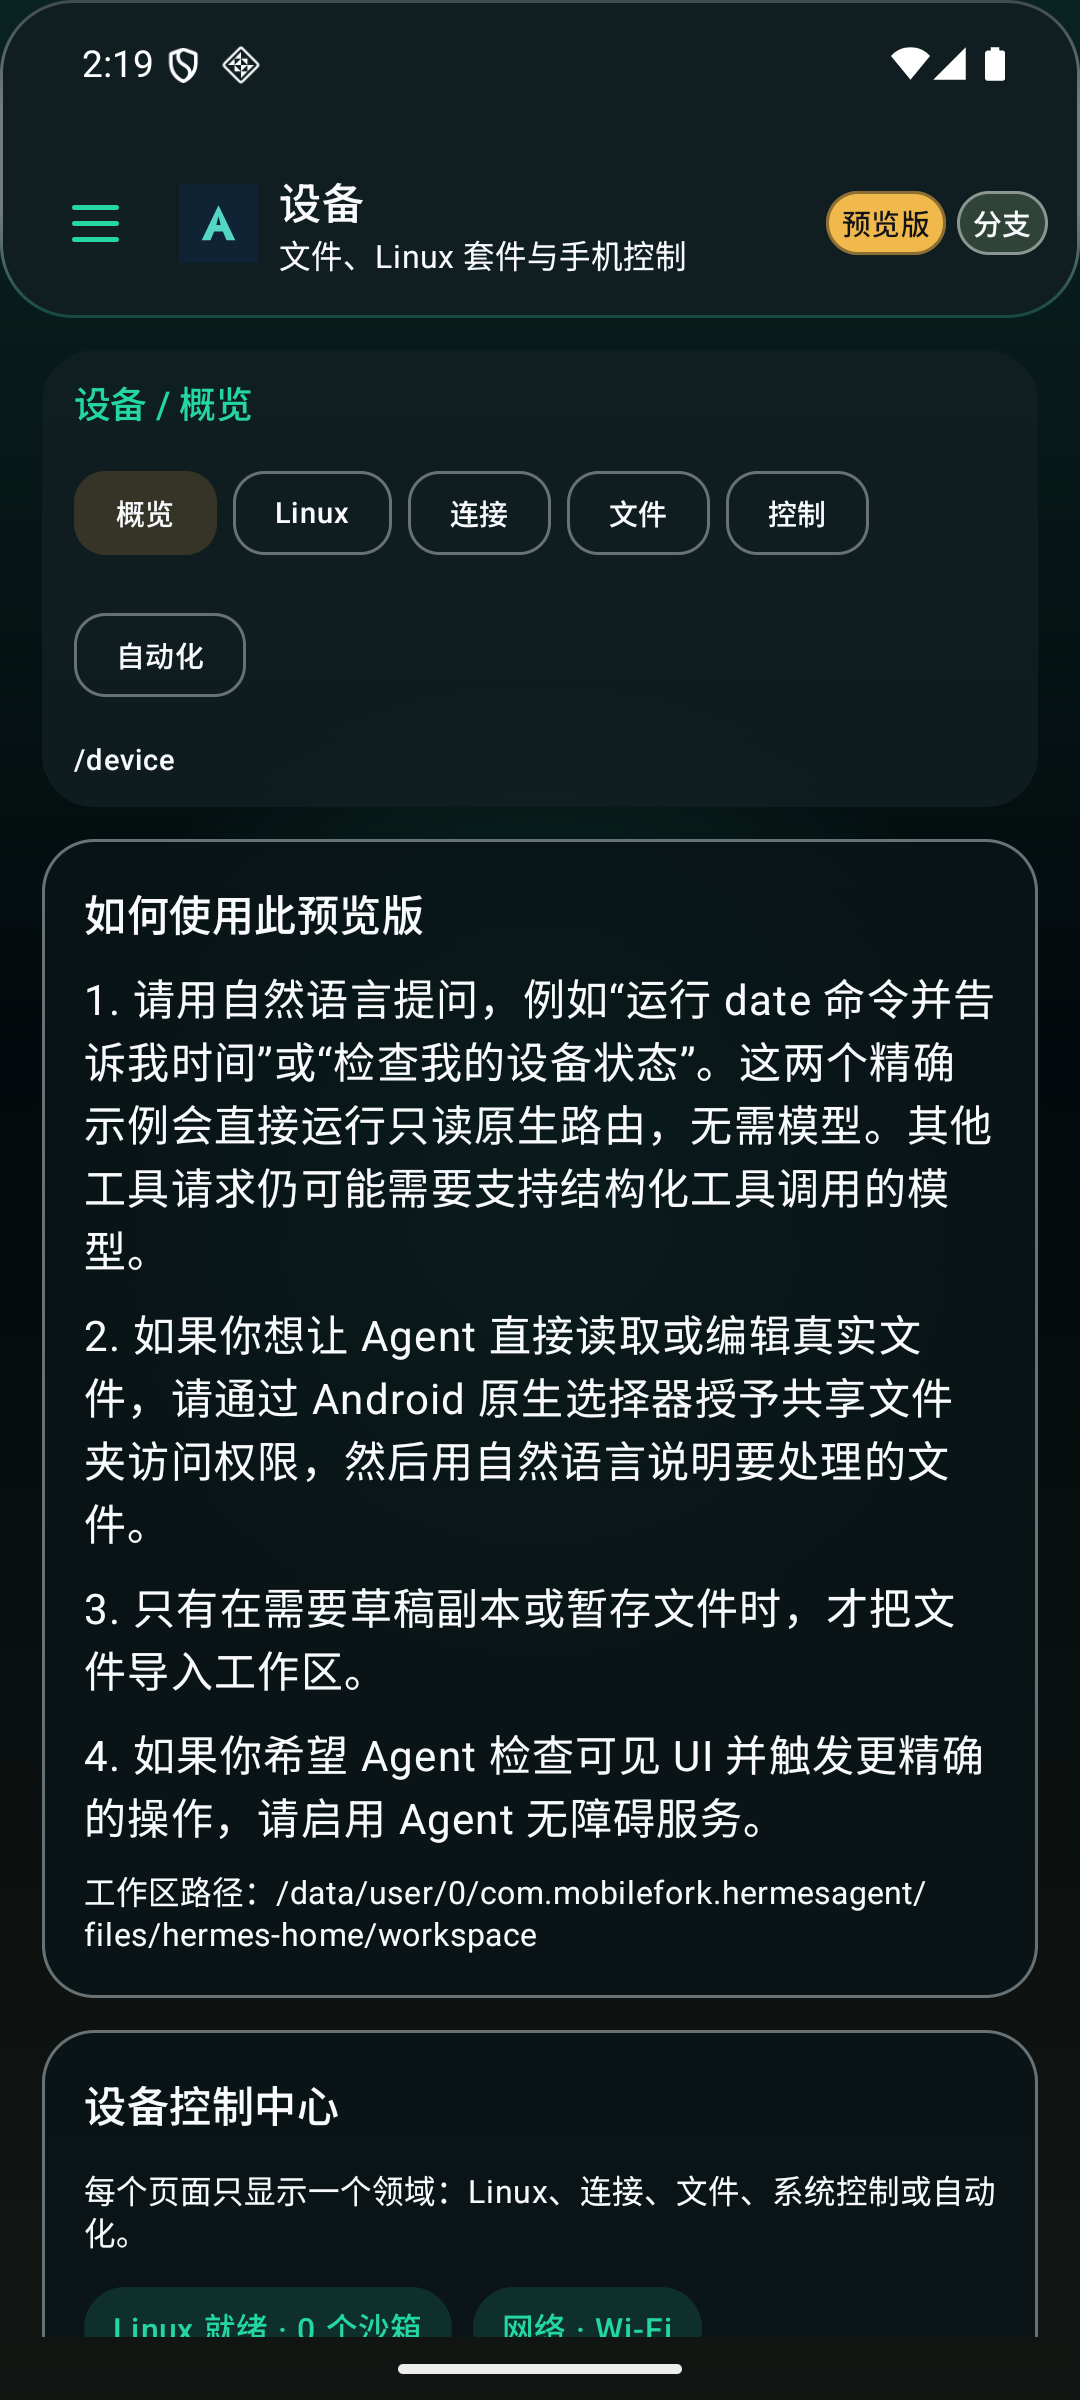 2:19
设备
文件、Linux 套件与手机控制
预览版
分支
设备 / 概览
概览
Linux
连接
文件
控制
自动化
/device
如何使用此预览版
1. 请用自然语言提问，例如“运行 date 命令并告
诉我时间”或“检查我的设备状态”。这两个精确
示例会直接运行只读原生路由，无需模型。其他
工具请求仍可能需要支持结构化工具调用的模
型。
2. 如果你想让 Agent 直接读取或编辑真实文
件，请通过 Android 原生选择器授予共享文件
夹访问权限，然后用自然语言说明要处理的文
件。
3. 只有在需要草稿副本或暂存文件时，才把文
件导入工作区。
4. 如果你希望 Agent 检查可见 UI 并触发更精确
的操作，请启用 Agent 无障碍服务。
工作区路径：/data/user/0/com.mobilefork.hermesagent/
files/hermes-home/workspace
设备控制中心
每个页面只显示一个领域：Linux、连接、文件、系统控制或自动
化。
Linux 就绪 · 0 个沙箱
网络 · Wi-Fi